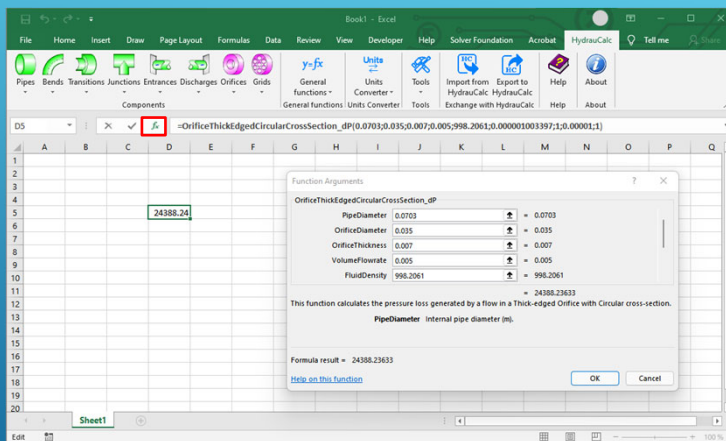 Book1 - Excel
File Home Insert Draw Page Layout Formulas Data Review View Developer Help Solver Foundation Acrobat HydrauCalc Tell me Share
y=fx Units HC HC
Pipes Bends Transitions Junctions Entrances Discharges Orifices Grids General Units Tools Import from Export to Help About
functions Converter HydrauCalc HydrauCalc
Components General functions Units Converter Tools Exchange with HydrauCalc Help About
D5 fx =OrificeThickEdgedCircularCrossSection_dP(0.0703;0.035;0.007;0.005;998.2061;0.000001003397;1;0.00001;1)
A B C D E F G H I J K L M N O P Q
1
2
3
4
5 24388.24
6
7
8
9
10
11
12
13
14
15
16
17
18
19
20
Function Arguments ? ×
OrificeThickEdgedCircularCrossSection_dP
PipeDiameter 0.0703 = 0.0703
OrificeDiameter 0.035 = 0.035
OrificeThickness 0.007 = 0.007
VolumeFlowrate 0.005 = 0.005
FluidDensity 998.2061 = 998.2061
= 24388.23633
This function calculates the pressure loss generated by a flow in a Thick-edged Orifice with Circular cross-section.
PipeDiameter Internal pipe diameter (m).
Formula result = 24388.23633
Help on this function OK Cancel
Sheet1
Edit 100 %